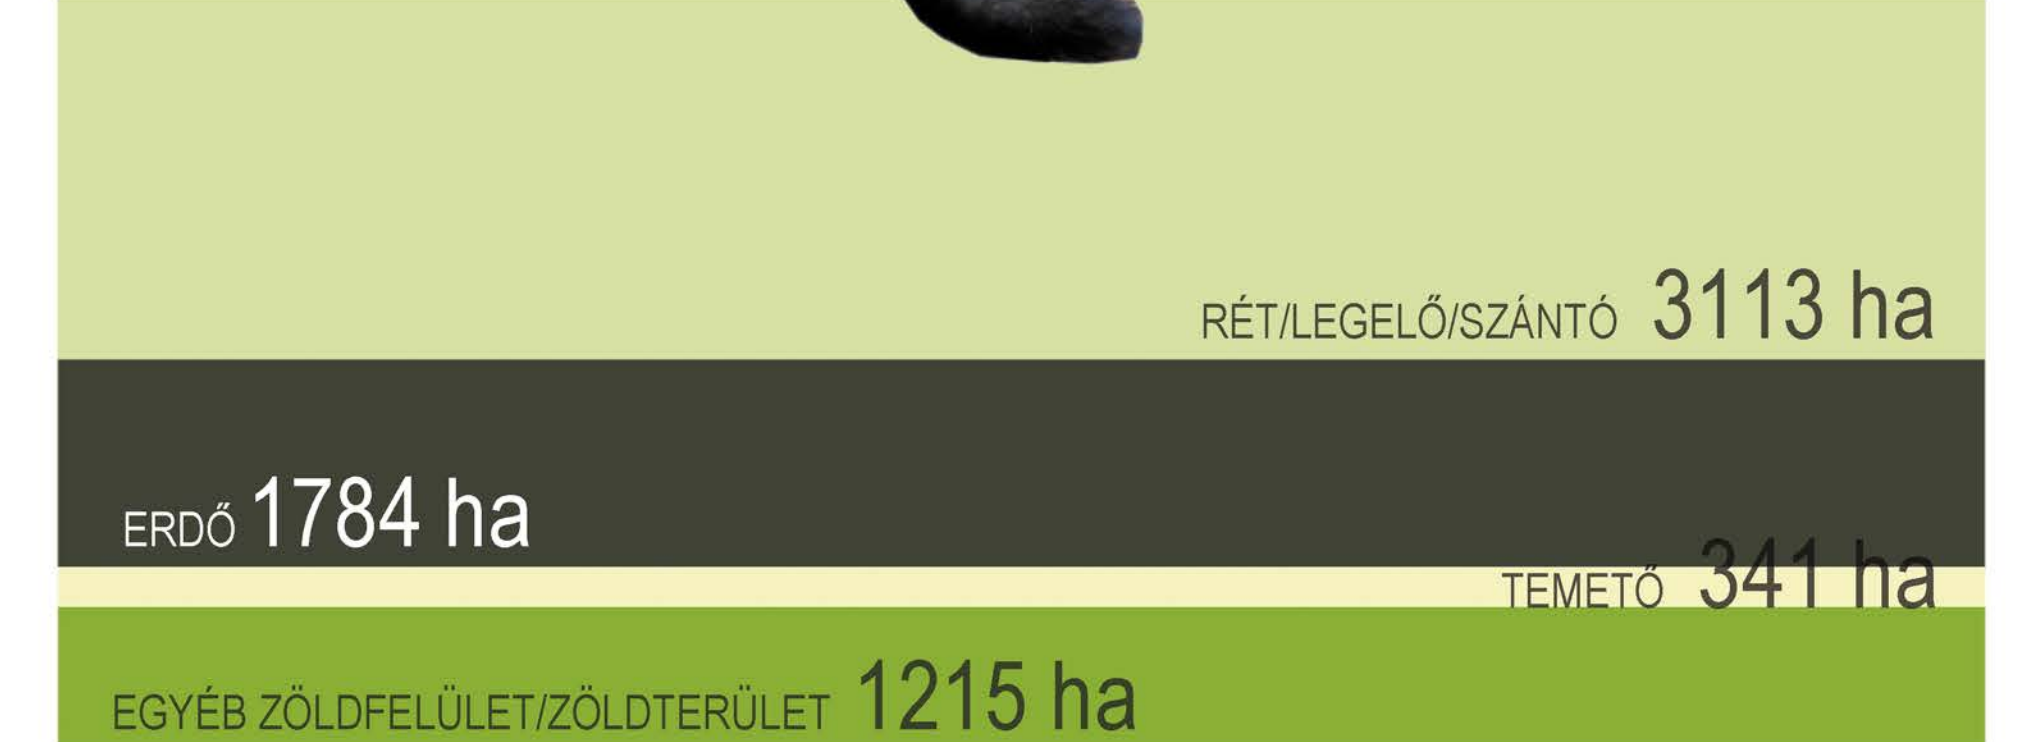 RÉT/LEGELŐ/SZÁNTÓ 3113 ha
ERDŐ 1784 ha
TEMETŐ 341 ha
EGYÉB ZÖLDFELÜLET/ZÖLDTERÜLET 1215 ha